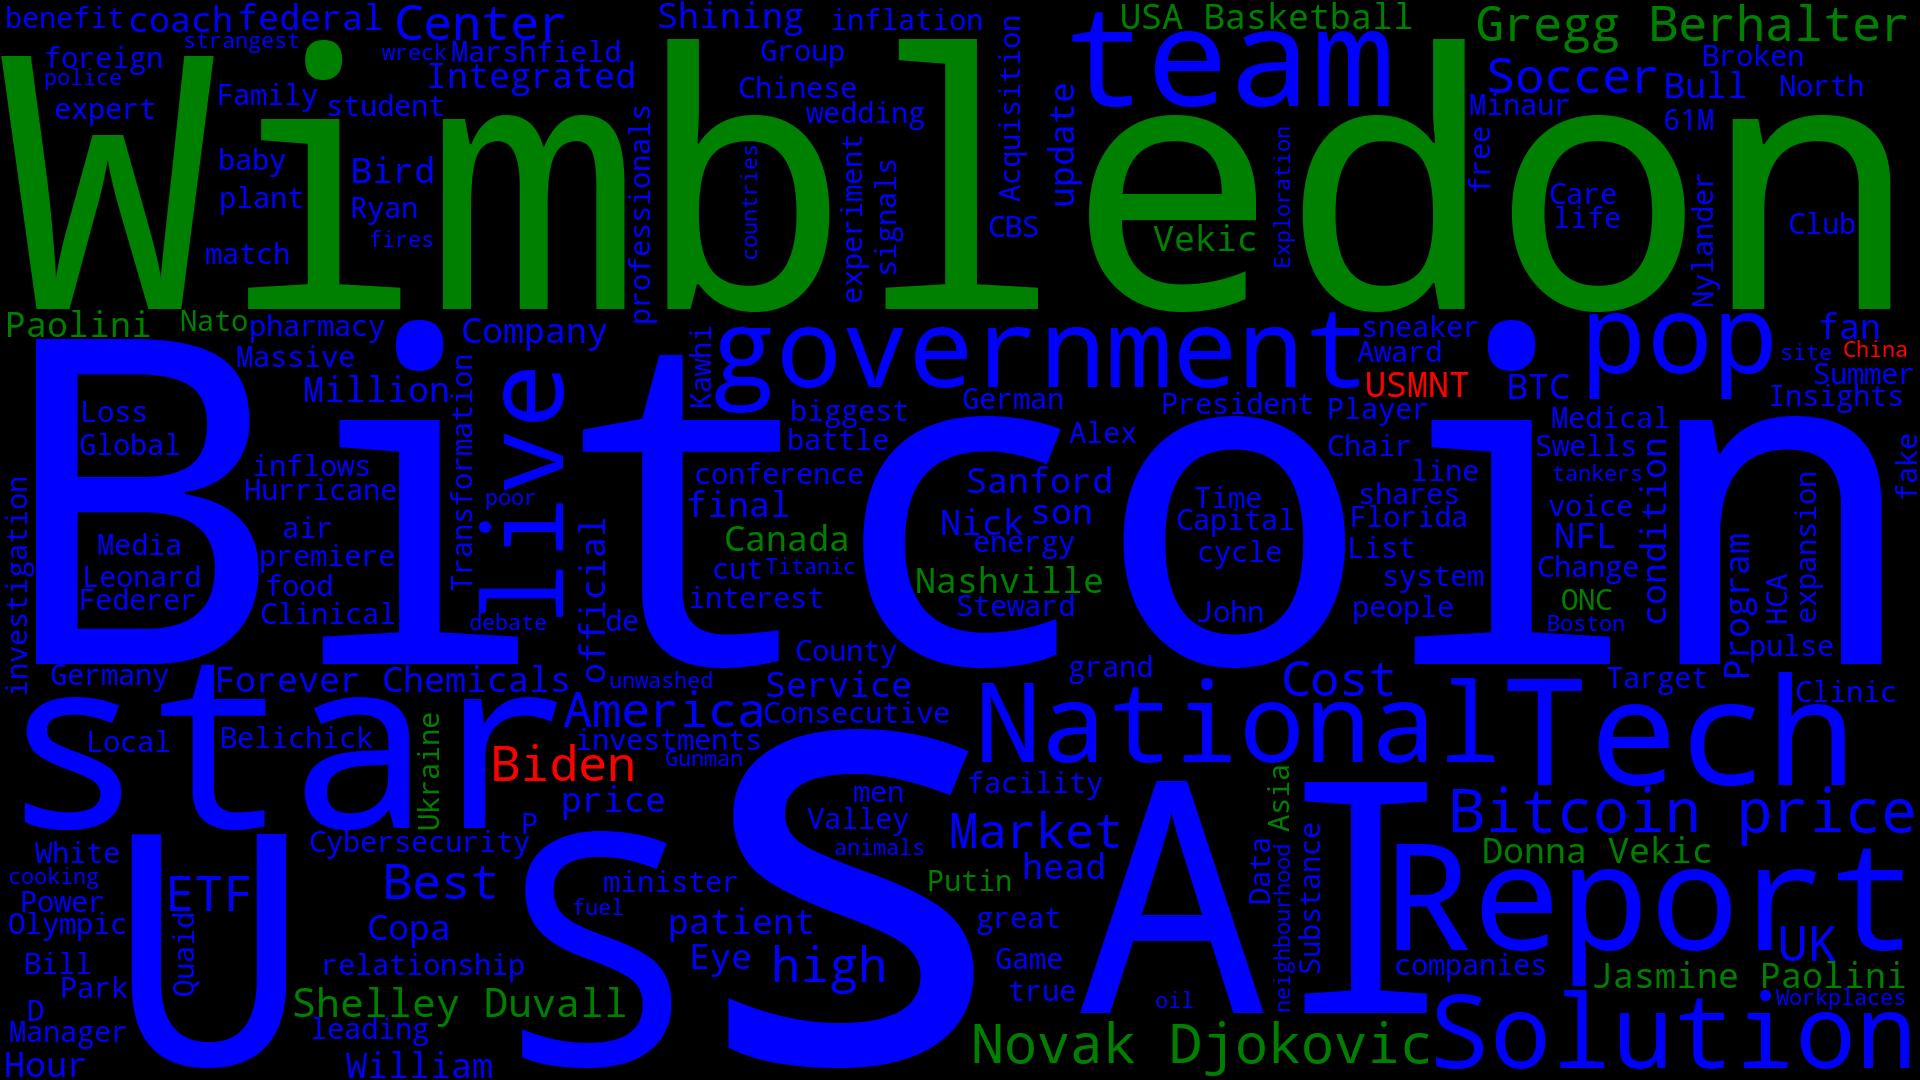 benefit
coach
federal
Center
Shining
inflation
USA Basketball
Gregg Berhalter
strangest
foreign
police
expert
wreck
Marshfield
Integrated
Group
Chinese
wedding
Acquisition
team
update
Soccer
Broken
Bull
North
Minaur
61M
Wimbledon
Family
student
baby
plant
match
Bird
Ryan
fires
professionals
countries
experiment
signals
CBS
Vekic
Exploration
free
Care
life
Nylander
Club
Paolini
Nato
pharmacy
Massive
Million
Company
Kawhi
government
sneaker
Award
USMNT
pop
BTC
fan
site
China
Summer
Insights
Bitcoin
Loss
Global
inflows
Hurricane
Transformation
live
poor
biggest
battle
German
President
Player
Alex
Chair
Medical
Swells
tankers
fake
investigation
Media
Leonard
Federer
air
premiere
food
Clinical
debate
official
de
conference
final
Canada
cut
Titanic
interest
Sanford
Nick
son
energy
Nashville
Steward
Time
Capital
cycle
John
line
shares
Florida
List
system
people
voice
NFL
Change
ONC
Boston
condition
Program
HCA
expansion
pulse
Germany
Forever Chemicals
unwashed
County
Service
Consecutive
grand
Cost
Target
Clinic
star
Local
Belichick
Ukraine
Biden
America
investments
Gunman
price
P
National
Tech
facility
Asia
Bitcoin price
U
S
S
AI
Report
White
cooking
Power
Olympic
Bill
Park
D
Manager
Hour
ETF
Quaid
Cybersecurity
Best
Copa
relationship
Shelley Duvall
leading
William
minister
fuel
patient
Eye
high
men
Valley
animals
Market
head
Putin
great
Game
true
oil
Data
neighbourhood
Substance
Donna Vekic
UK
companies
Jasmine Paolini
Workplaces
Novak Djokovic
Solution